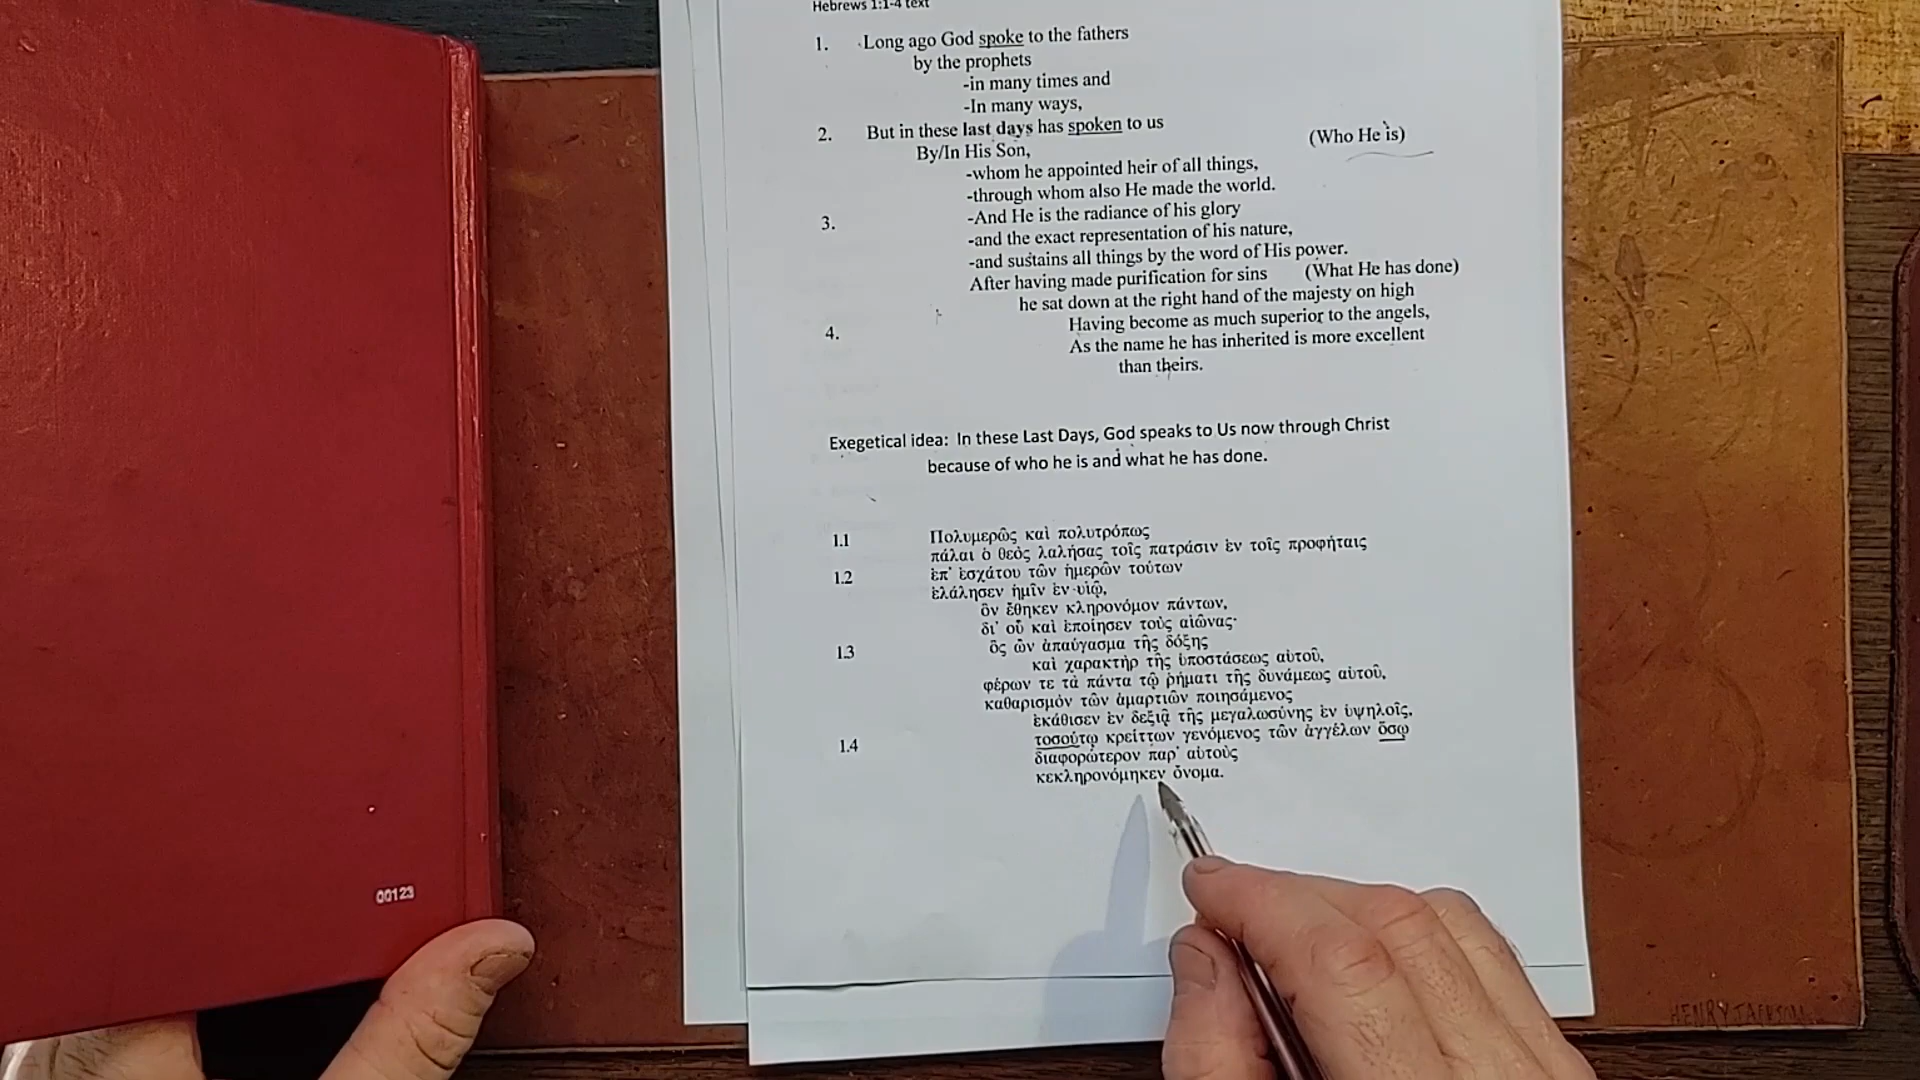 Hebrews 1:1-4 text
1. Long ago God spoke to the fathers
by the prophets
-in many times and
-In many ways,
2. But in these last days has spoken to us
By/In His Son, (Who He is)
-whom he appointed heir of all things,
-through whom also He made the world.
3. -And He is the radiance of his glory
-and the exact representation of his nature,
-and sustains all things by the word of His power.
After having made purification for sins (What He has done)
he sat down at the right hand of the majesty on high
4. Having become as much superior to the angels,
As the name he has inherited is more excellent
than theirs.
Exegetical idea: In these Last Days, God speaks to Us now through Christ
because of who he is and what he has done.
1.1 Πολυμερῶς καὶ πολυτρόπως
πάλαι ὁ θεὸς λαλήσας τοῖς πατράσιν ἐν τοῖς προφήταις
1.2 ἐπ' ἐσχάτου τῶν ἡμερῶν τούτων
ἐλάλησεν ἡμῖν ἐν υἱῷ,
ὃν ἔθηκεν κληρονόμον πάντων,
δι' οὗ καὶ ἐποίησεν τοὺς αἰῶνας·
1.3 ὃς ὢν ἀπαύγασμα τῆς δόξης
καὶ χαρακτὴρ τῆς ὑποστάσεως αὐτοῦ,
φέρων τε τὰ πάντα τῷ ῥήματι τῆς δυνάμεως αὐτοῦ,
καθαρισμὸν τῶν ἁμαρτιῶν ποιησάμενος
ἐκάθισεν ἐν δεξιᾷ τῆς μεγαλωσύνης ἐν ὑψηλοῖς,
1.4 τοσούτῳ κρείττων γενόμενος τῶν ἀγγέλων ὅσῳ
διαφορώτερον παρ' αὐτοὺς
κεκληρονόμηκεν ὄνομα.
00123
HENRY JACKSON